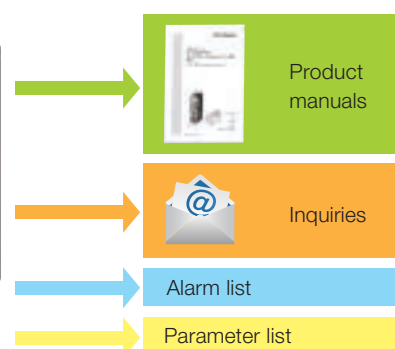 Product
manuals
@
Inquiries
Alarm list
Parameter list